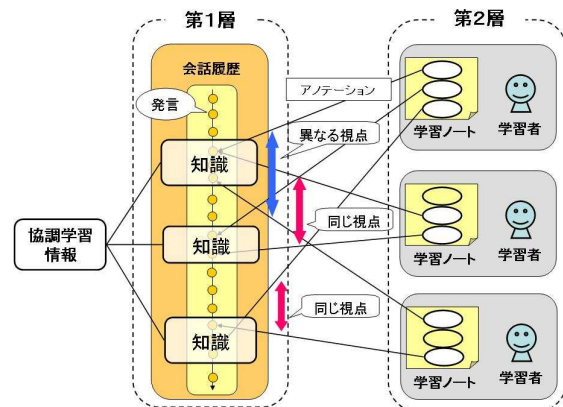 第1層
第2層
会話履歴
発言
アノテーション
異なる視点
知識
同じ視点
知識
同じ視点
知識
協調学習
情報
学習ノート
学習者
学習ノート
学習者
学習ノート
学習者